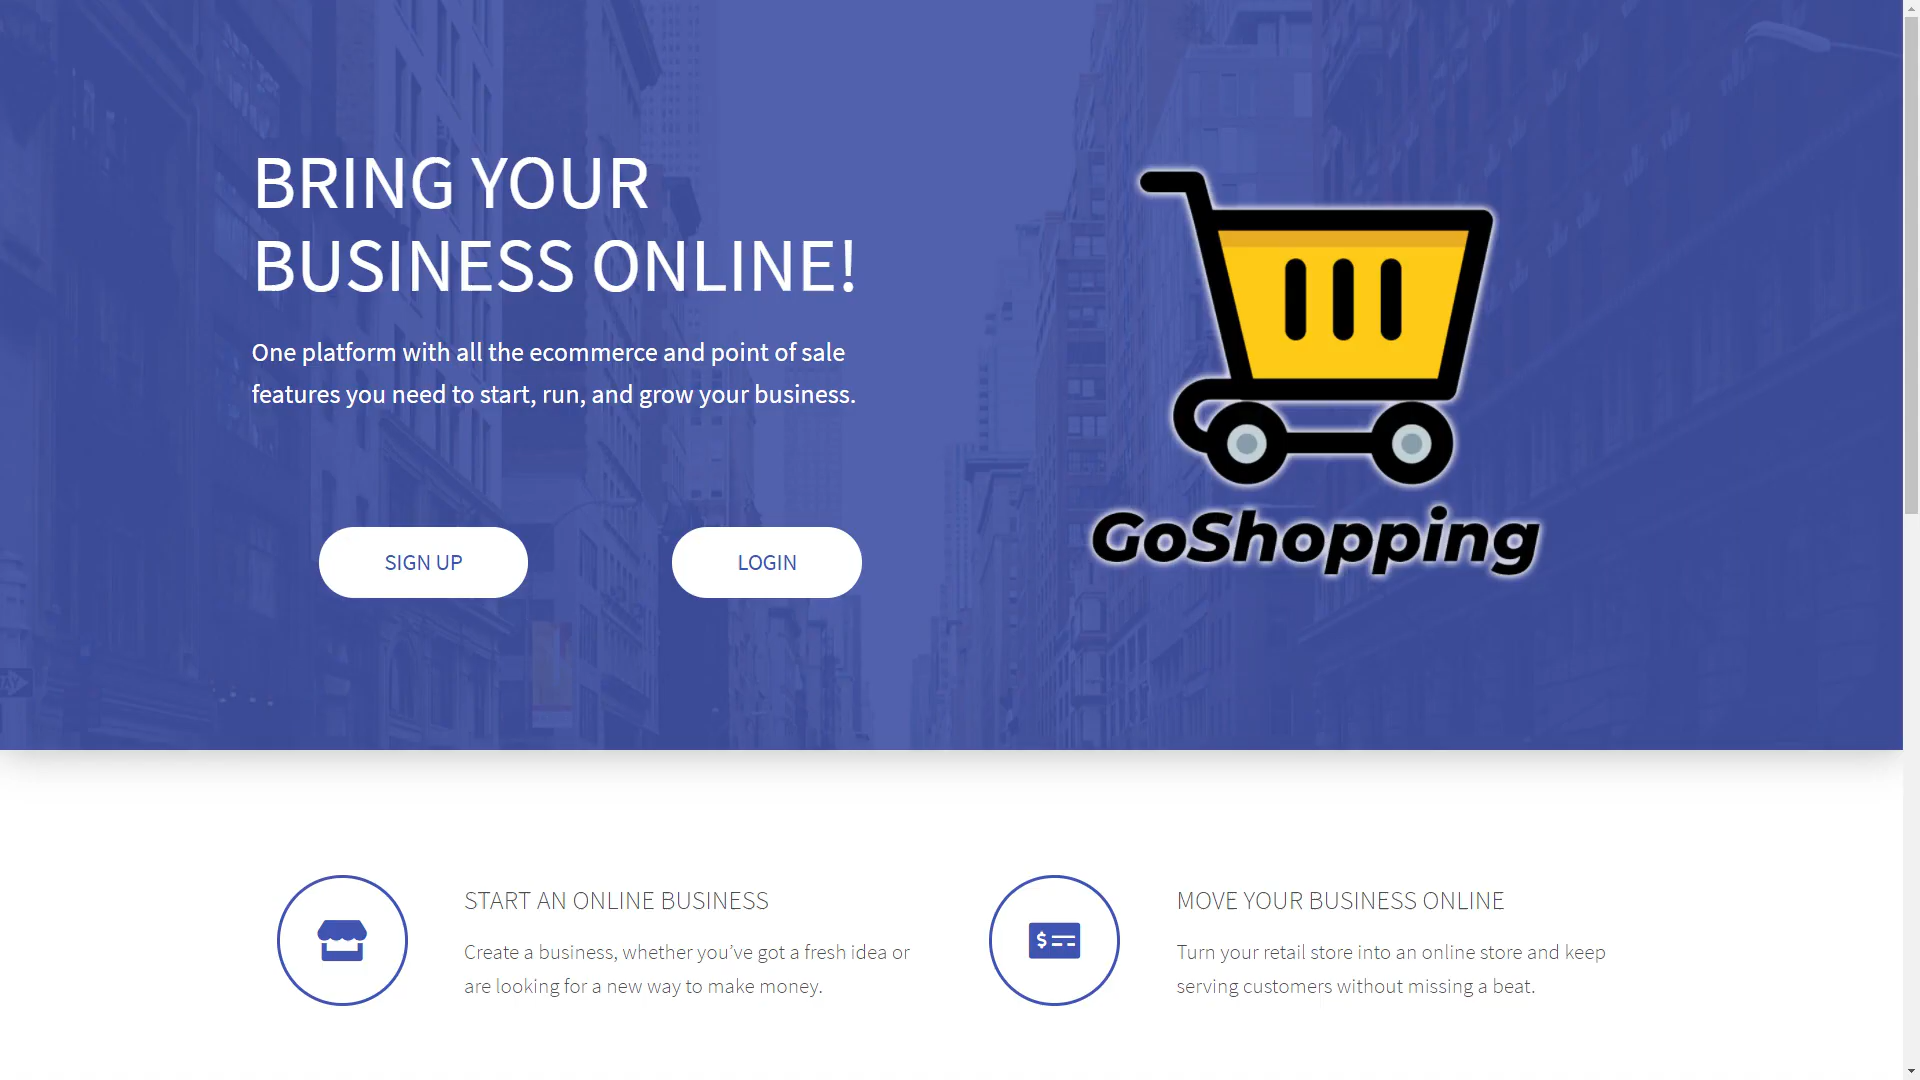 BRING YOUR
BUSINESS ONLINE!
One platform with all the ecommerce and point of sale
features you need to start, run, and grow your business.
SIGN UP
LOGIN
GoShopping
START AN ONLINE BUSINESS
Create a business, whether you’ve got a fresh idea or
are looking for a new way to make money.
MOVE YOUR BUSINESS ONLINE
Turn your retail store into an online store and keep
serving customers without missing a beat.